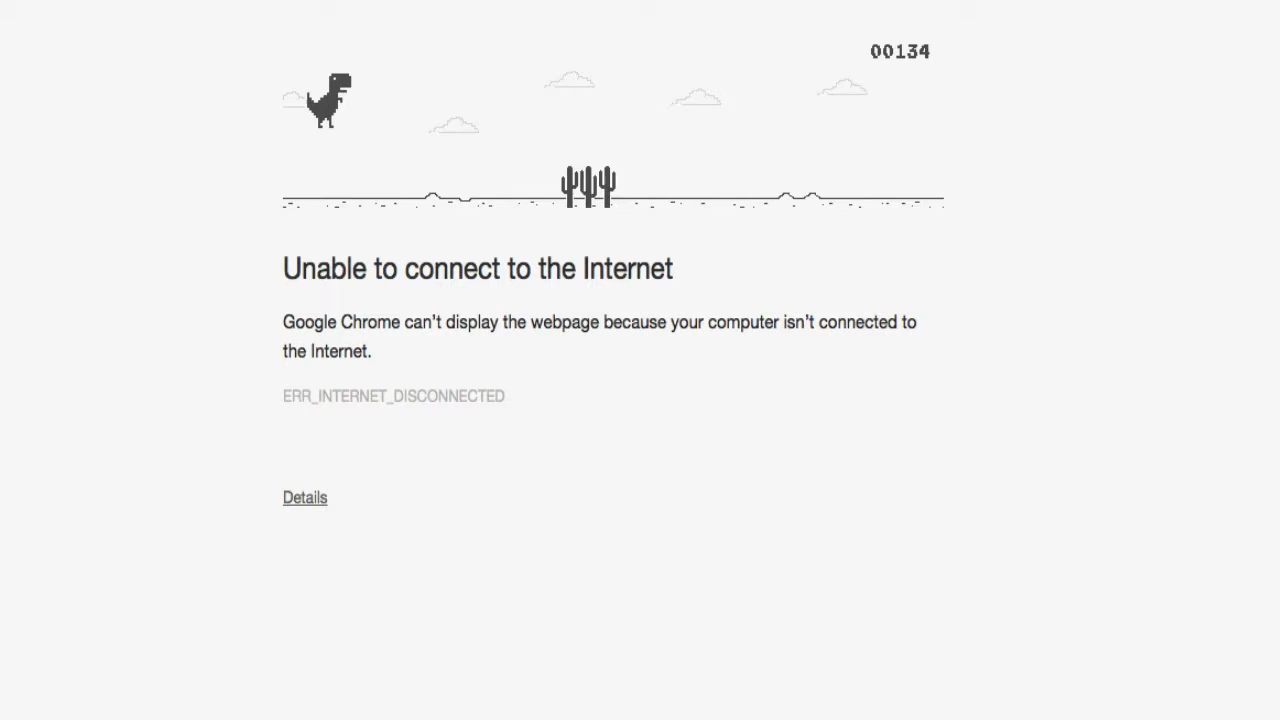 00134
Unable to connect to the Internet
Google Chrome can't display the webpage because your computer isn't connected to
the Internet.
ERR_INTERNET_DISCONNECTED
Details